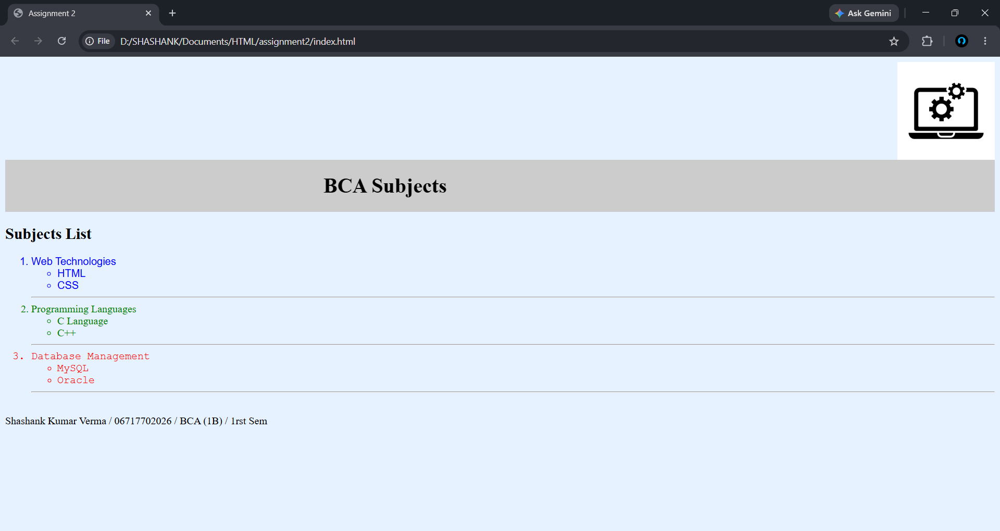 Assignment 2
Ask Gemini
File D:/SHASHANK/Documents/HTML/assignment2/index.html
BCA Subjects
Subjects List
1. Web Technologies
HTML
CSS
2. Programming Languages
C Language
C++
3. Database Management
MySQL
Oracle
Shashank Kumar Verma / 06717702026 / BCA (1B) / 1rst Sem